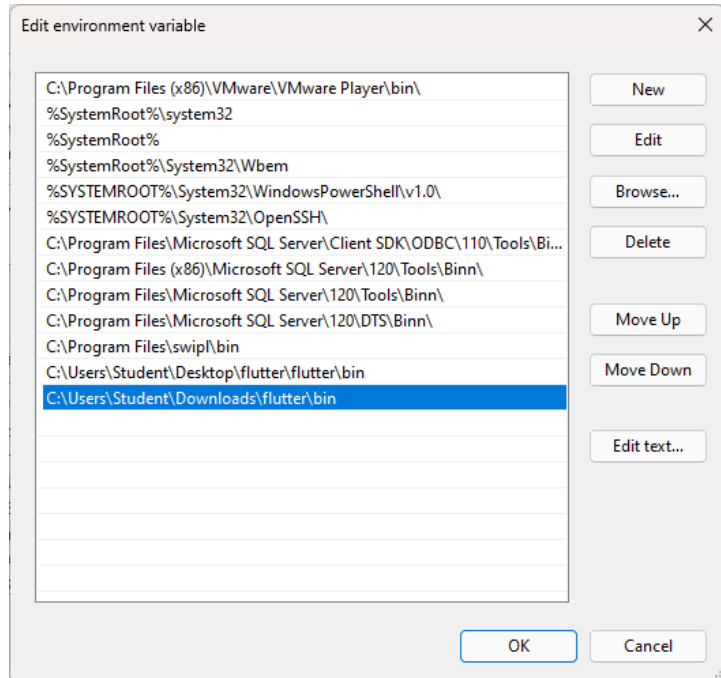 Edit environment variable
C:\Program Files (x86)\VMware\VMware Player\bin\
New
%SystemRoot%\system32
%SystemRoot%
Edit
%SystemRoot%\System32\Wbem
%SYSTEMROOT%\System32\WindowsPowerShell\v1.0\
Browse...
%SYSTEMROOT%\System32\OpenSSH\
C:\Program Files\Microsoft SQL Server\Client SDK\ODBC\110\Tools\Bi...
Delete
C:\Program Files (x86)\Microsoft SQL Server\120\Tools\Binn\
C:\Program Files\Microsoft SQL Server\120\Tools\Binn\
C:\Program Files\Microsoft SQL Server\120\DTS\Binn\
Move Up
C:\Program Files\swipl\bin
C:\Users\Student\Desktop\flutter\flutter\bin
Move Down
C:\Users\Student\Downloads\flutter\bin
Edit text...
OK
Cancel